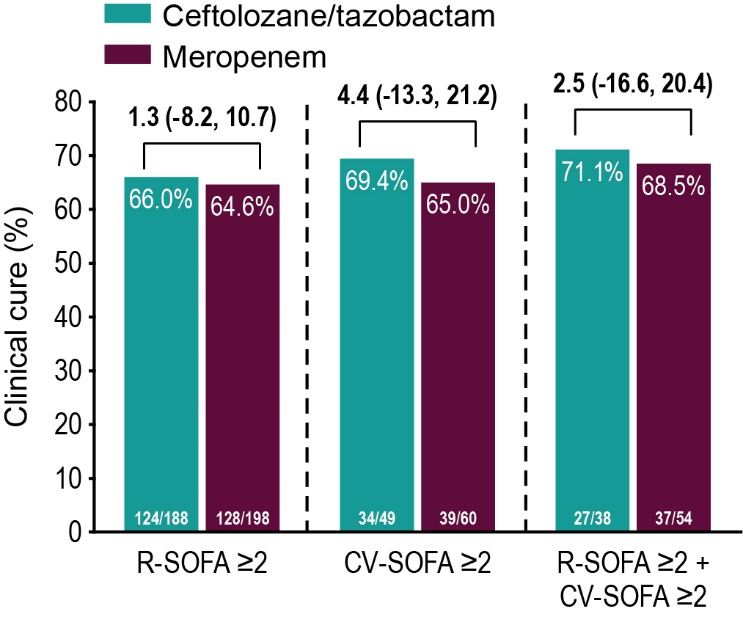 Ceftolozane/tazobactam
Meropenem
Clinical cure (%)
80
70
60
50
40
30
20
10
0
1.3 (-8.2, 10.7)
4.4 (-13.3, 21.2)
2.5 (-16.6, 20.4)
66.0%
64.6%
69.4%
65.0%
71.1%
68.5%
124/188
128/198
34/49
39/60
27/38
37/54
R-SOFA ≥2
CV-SOFA ≥2
R-SOFA ≥2 +
CV-SOFA ≥2